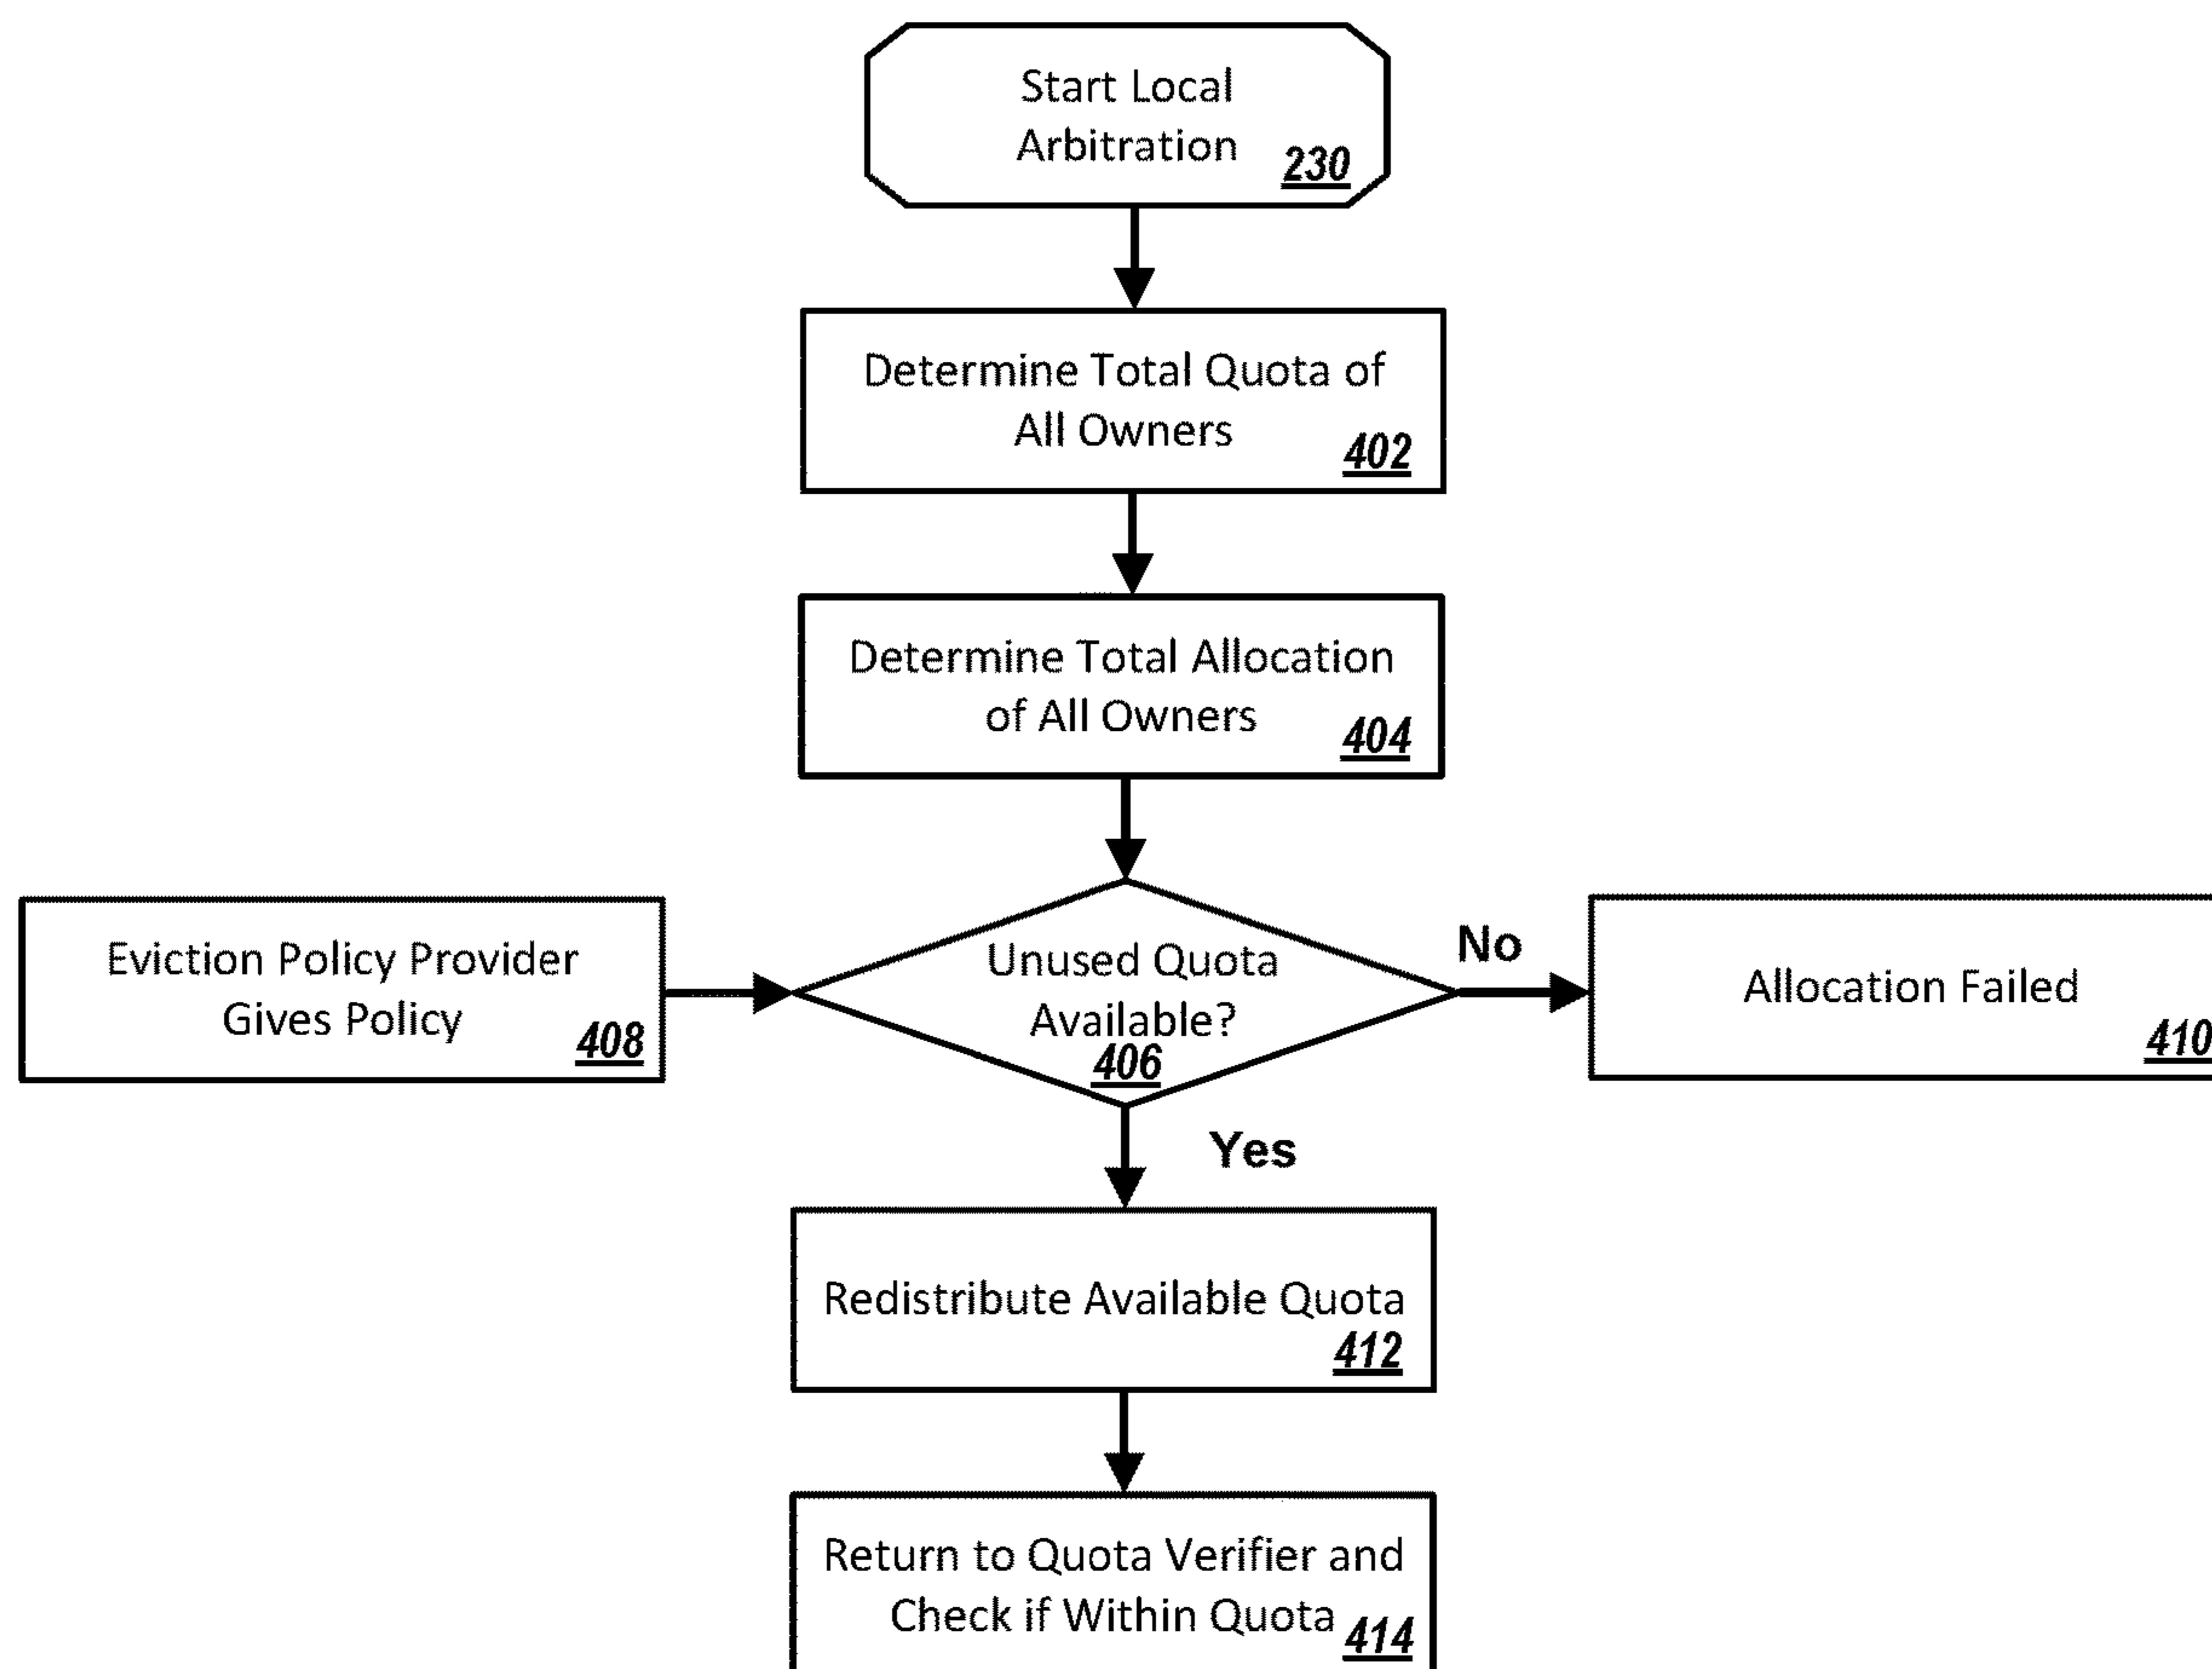 Start Local
Arbitration
230
Determine Total Quota of
All Owners
402
Determine Total Allocation
of All Owners
404
Eviction Policy Provider
Gives Policy
408
Unused Quota
Available?
406
No
Allocation Failed
410
Yes
Redistribute Available Quota
412
Return to Quota Verifier and
Check if Within Quota
414